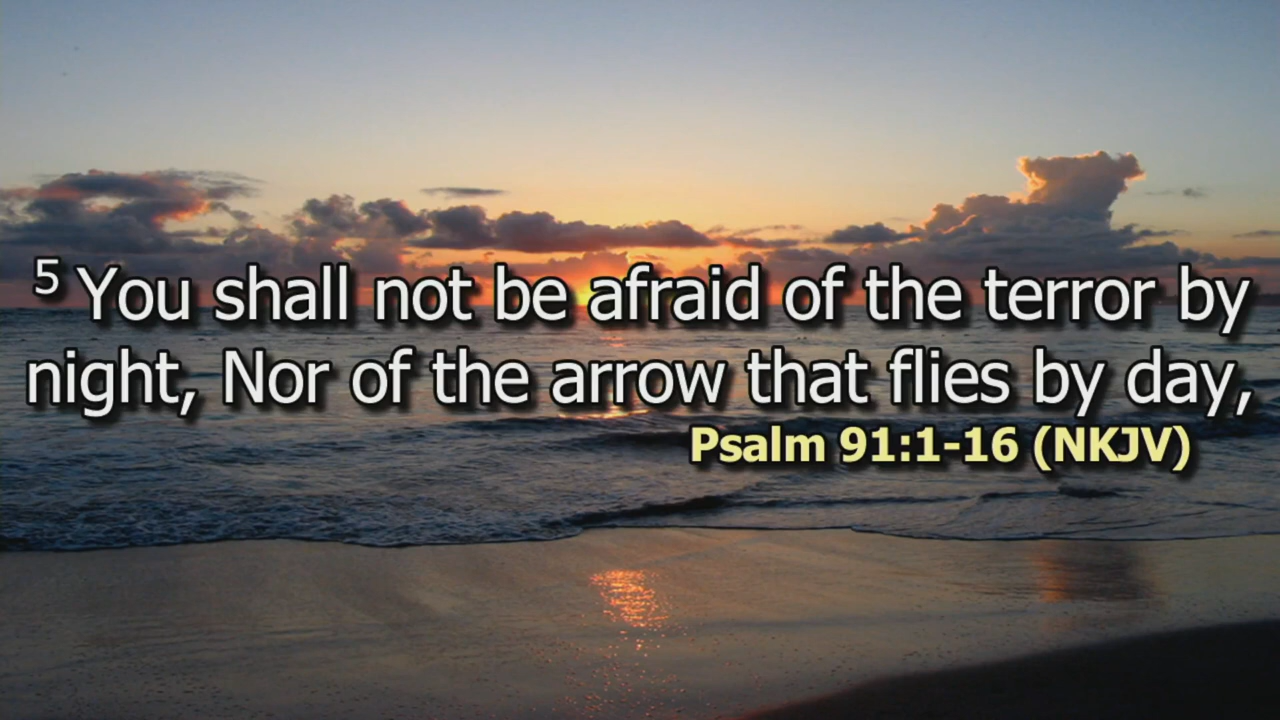 5 You shall not be afraid of the terror by
night, Nor of the arrow that flies by day,
Psalm 91:1-16 (NKJV)